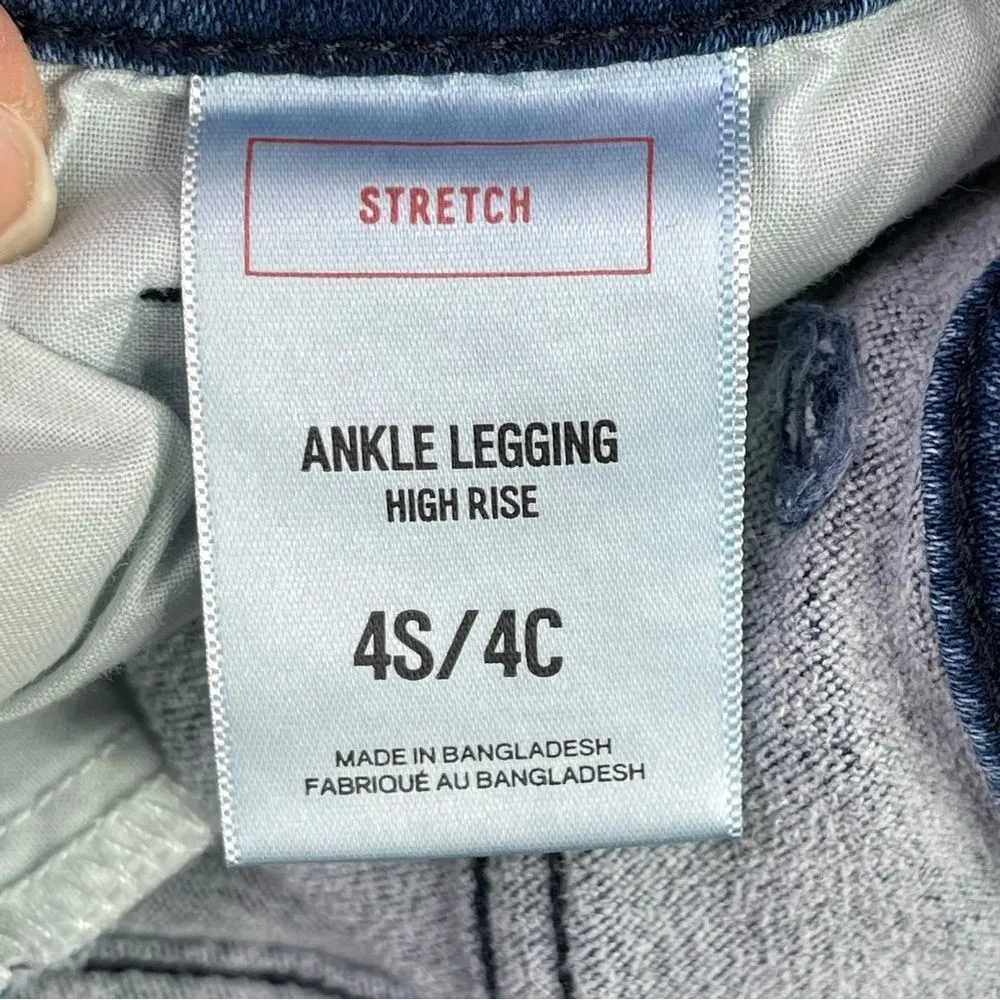 STRETCH
ANKLE LEGGING
HIGH RISE
4S/4C
MADE IN BANGLADESH
FABRIQUÉ AU BANGLADESH